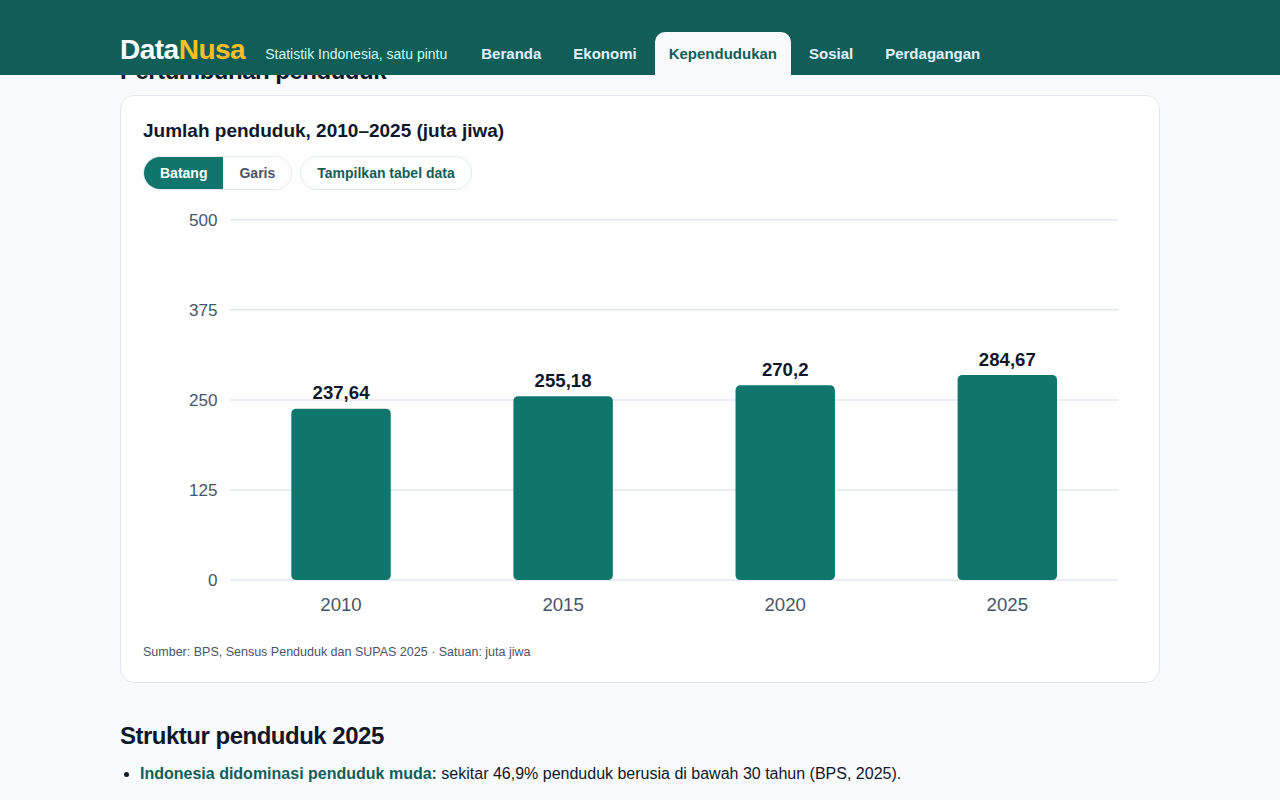 DataNusa Statistik Indonesia, satu pintu Beranda Ekonomi Kependudukan Sosial Perdagangan
Pertumbuhan penduduk
Jumlah penduduk, 2010–2025 (juta jiwa)
Batang Garis Tampilkan tabel data
500
375
250
125
0
237,64
255,18
270,2
284,67
2010 2015 2020 2025
Sumber: BPS, Sensus Penduduk dan SUPAS 2025 · Satuan: juta jiwa
Struktur penduduk 2025
• Indonesia didominasi penduduk muda: sekitar 46,9% penduduk berusia di bawah 30 tahun (BPS, 2025).